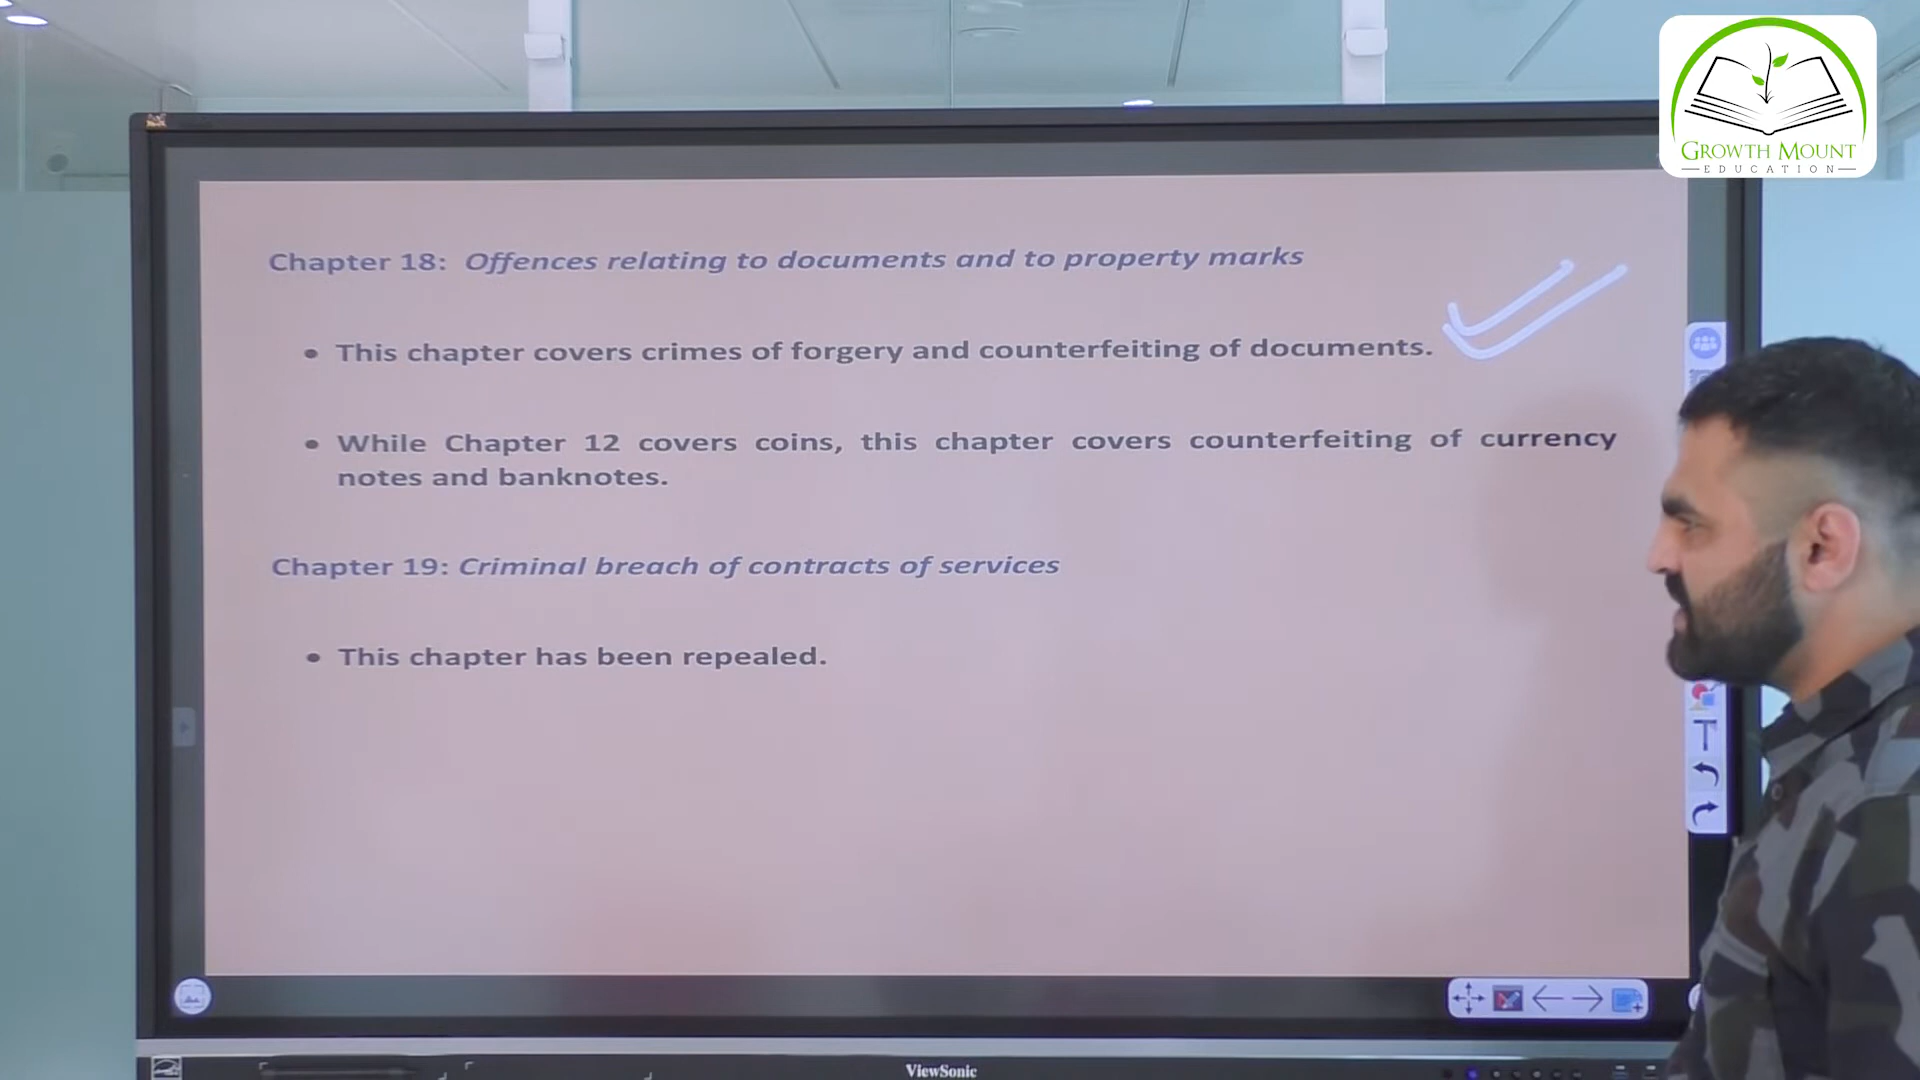 GROWTH MOUNT
EDUCATION
Chapter 18: Offences relating to documents and to property marks
• This chapter covers crimes of forgery and counterfeiting of documents.
• While Chapter 12 covers coins, this chapter covers counterfeiting of currency
notes and banknotes.
Chapter 19: Criminal breach of contracts of services
• This chapter has been repealed.
T
ViewSonic